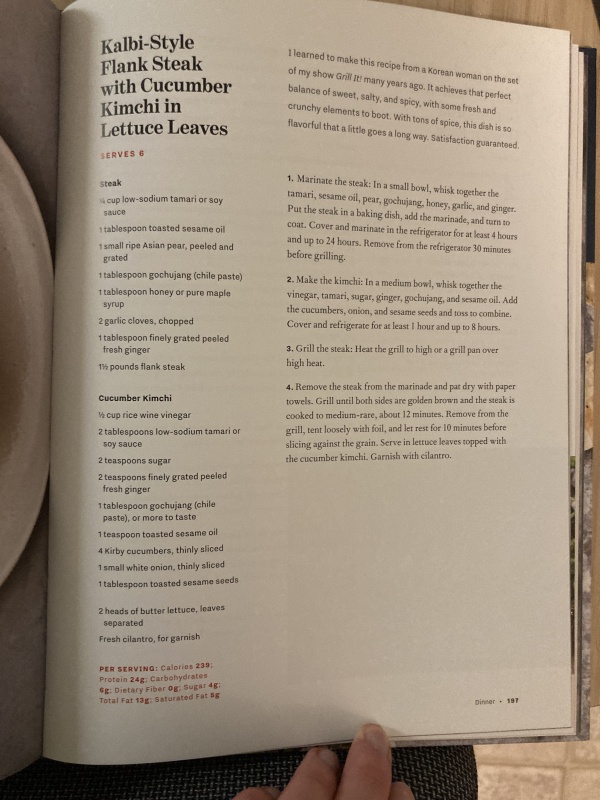 Kalbi-Style
Flank Steak
with Cucumber
Kimchi in
Lettuce Leaves
SERVES 6
I learned to make this recipe from a Korean woman on the set
of my show Grill It! many years ago. It achieves that perfect
balance of sweet, salty, and spicy, with some fresh and
crunchy elements to boot. With tons of spice, this dish is so
flavorful that a little goes a long way. Satisfaction guaranteed.
Steak
¼ cup low-sodium tamari or soy
sauce
1 tablespoon toasted sesame oil
1 small ripe Asian pear, peeled and
grated
1 tablespoon gochujang (chile paste)
1 tablespoon honey or pure maple
syrup
2 garlic cloves, chopped
1 tablespoon finely grated peeled
fresh ginger
1½ pounds flank steak
Cucumber Kimchi
½ cup rice wine vinegar
2 tablespoons low-sodium tamari or
soy sauce
2 teaspoons sugar
2 teaspoons finely grated peeled
fresh ginger
1 tablespoon gochujang (chile
paste), or more to taste
1 teaspoon toasted sesame oil
4 Kirby cucumbers, thinly sliced
1 small white onion, thinly sliced
1 tablespoon toasted sesame seeds
2 heads of butter lettuce, leaves
separated
Fresh cilantro, for garnish
PER SERVING: Calories 239;
Protein 24g; Carbohydrates
8g; Dietary Fiber 0g; Sugar 4g;
Total Fat 13g; Saturated Fat 5g
1. Marinate the steak: In a small bowl, whisk together the
tamari, sesame oil, pear, gochujang, honey, garlic, and ginger.
Put the steak in a baking dish, add the marinade, and turn to
coat. Cover and marinate in the refrigerator for at least 4 hours
and up to 24 hours. Remove from the refrigerator 30 minutes
before grilling.
2. Make the kimchi: In a medium bowl, whisk together the
vinegar, tamari, sugar, ginger, gochujang, and sesame oil. Add
the cucumbers, onion, and sesame seeds and toss to combine.
Cover and refrigerate for at least 1 hour and up to 8 hours.
3. Grill the steak: Heat the grill to high or a grill pan over
high heat.
4. Remove the steak from the marinade and pat dry with paper
towels. Grill until both sides are golden brown and the steak is
cooked to medium-rare, about 12 minutes. Remove from the
grill, tent loosely with foil, and let rest for 10 minutes before
slicing against the grain. Serve in lettuce leaves topped with
the cucumber kimchi. Garnish with cilantro.
Dinner • 197